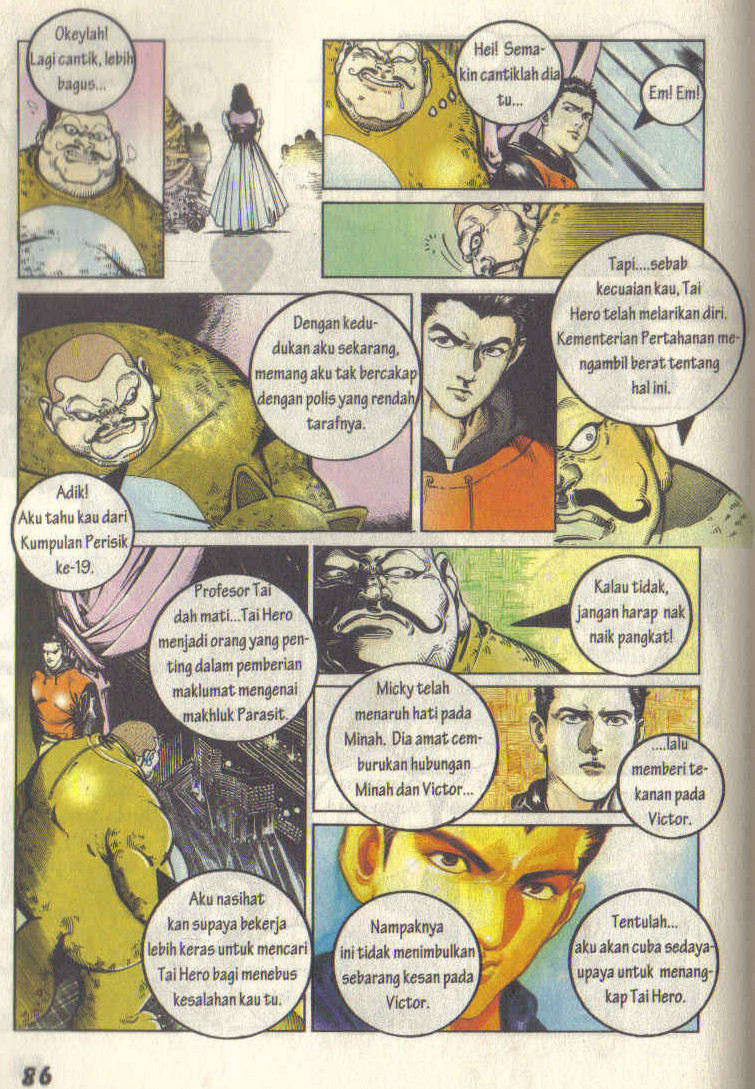 Okeylah!
Lagi cantik, lebih
bagus...
Hei! Sema-
kin cantiklah dia
tu...
Em! Em!
Tapi....sebab
kecuaian kau, Tai
Hero telah melarikan diri.
Kementerian Pertahanan me-
ngambil berat tentang
hal ini.
Dengan kedu-
dukan aku sekarang,
memang aku tak bercakap
dengan polis yang rendah
tarafnya.
Adik!
Aku tahu kau dari
Kumpulan Perisik
ke-19.
Profesor Tai
dah mati...Tai Hero
menjadi orang yang pen-
ting dalam pemberian
maklumat mengenai
makhluk Parasit.
Kalau tidak,
jangan harap nak
naik pangkat!
Micky telah
menaruh hati pada
Minah. Dia amat cem-
burukan hubungan
Minah dan Victor...
....lalu
memberi te-
kanan pada
Victor.
Aku nasihat
kan supaya bekerja
lebih keras untuk mencari
Tai Hero bagi menebus
kesalahan kau tu.
Nampaknya
ini tidak menimbulkan
sebarang kesan pada
Victor.
Tentulah...
aku akan cuba sedaya-
upaya untuk menang-
kap Tai Hero.
86